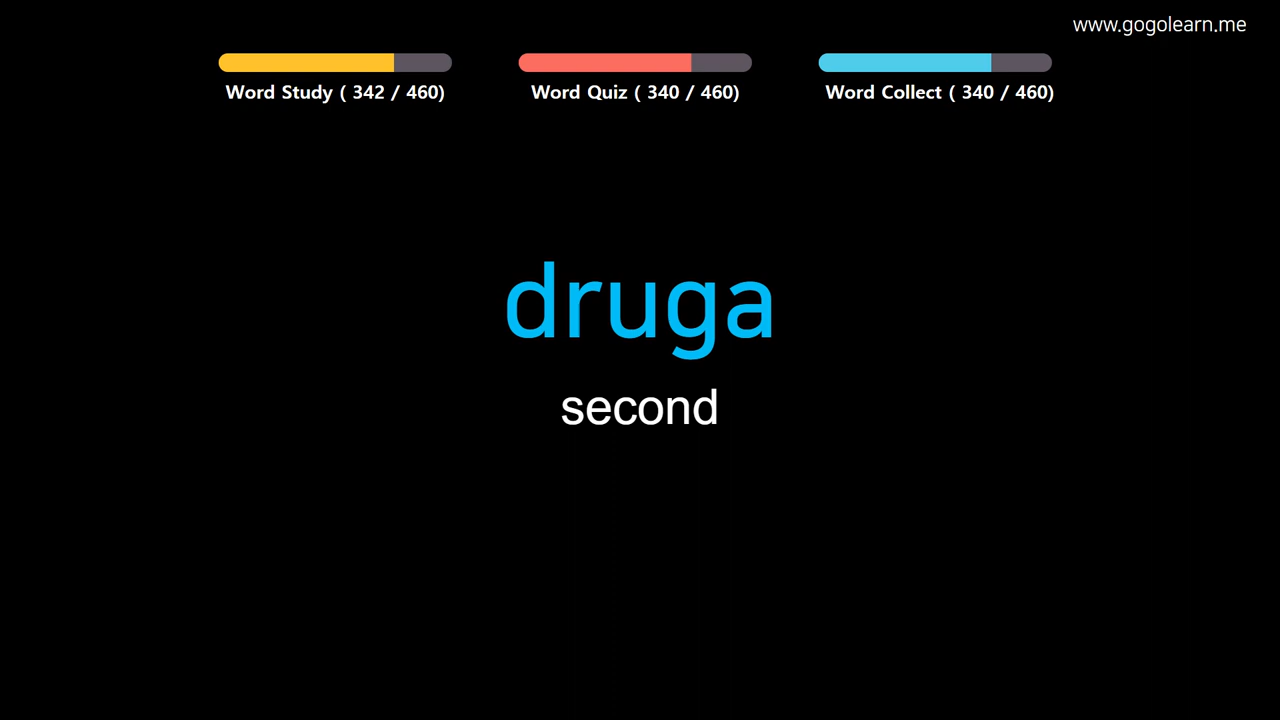 www.gogolearn.me
Word Study ( 342 / 460)
Word Quiz ( 340 / 460)
Word Collect ( 340 / 460)
druga
second